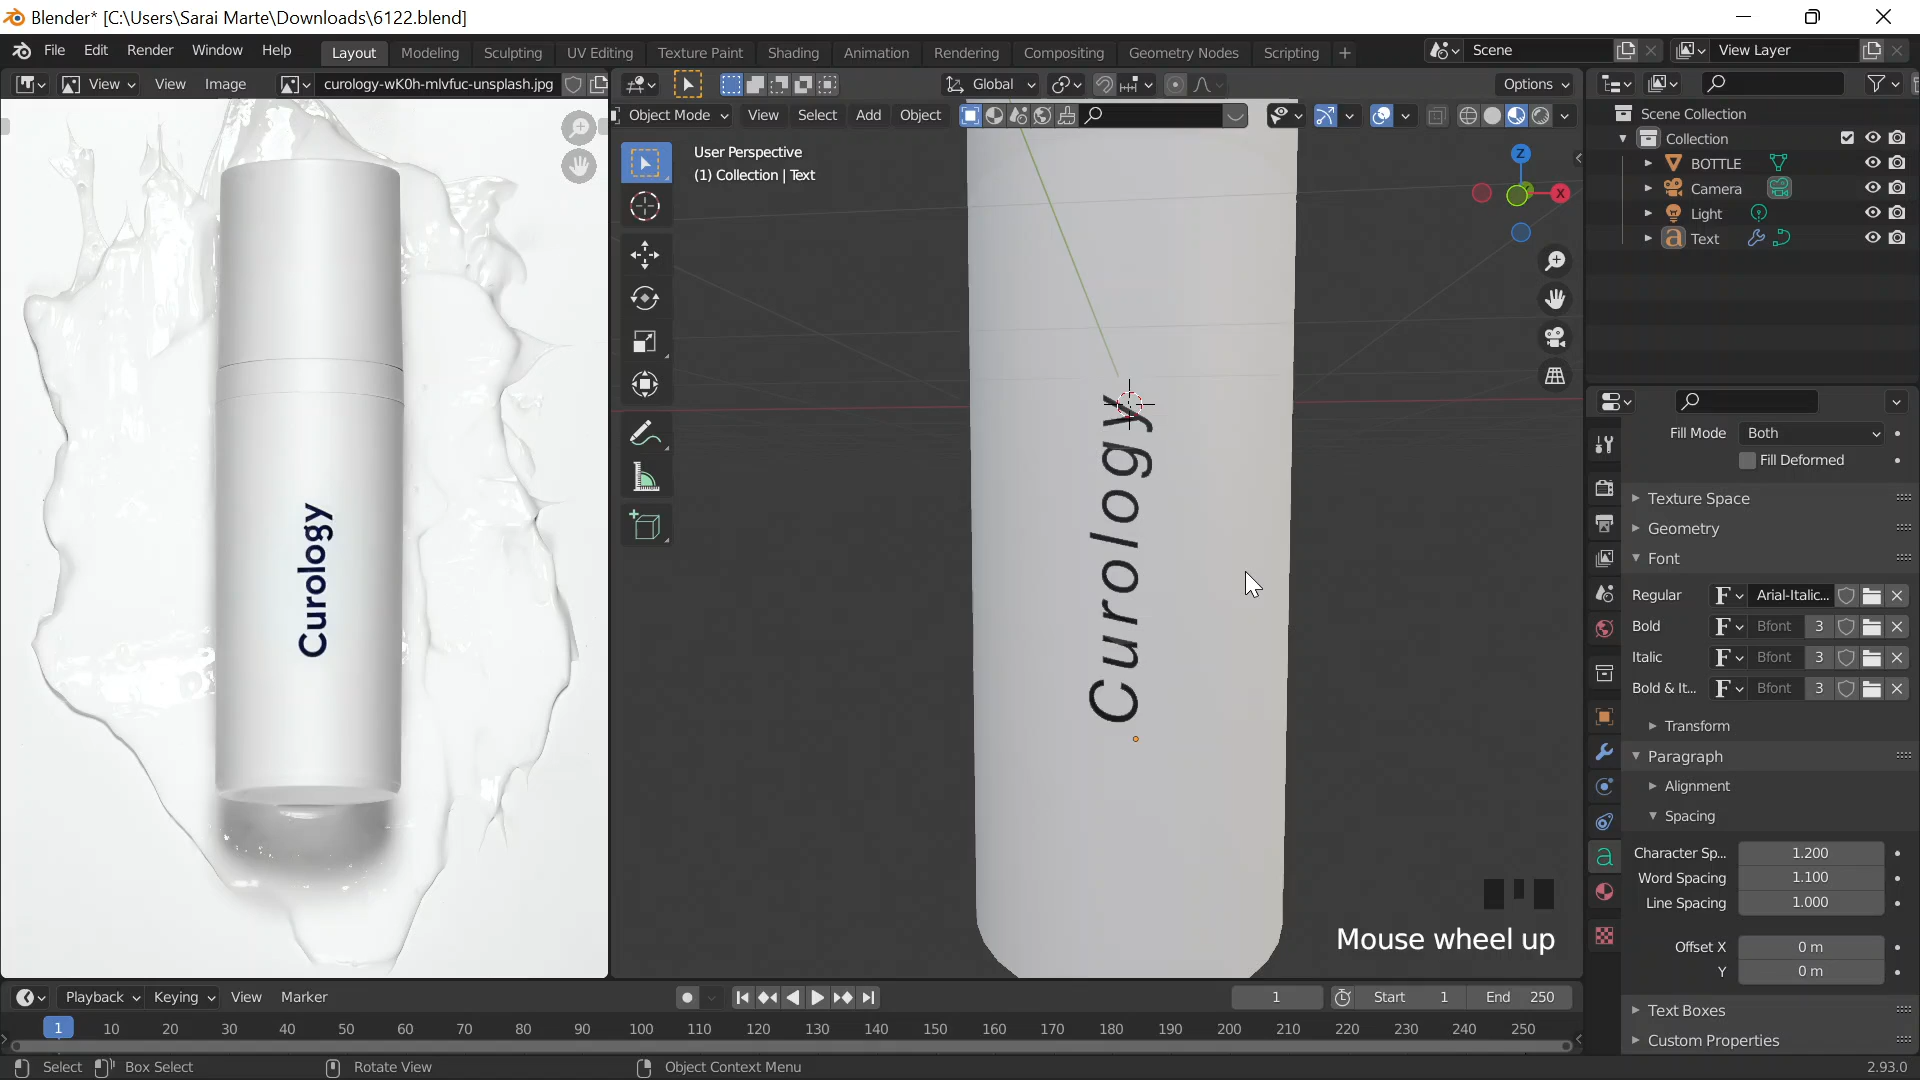 Blender* [C:\Users\Sarai Marte\Downloads\6122.blend]
File Edit Render Window Help Layout Modeling Sculpting UV Editing Texture Paint Shading Animation Rendering Compositing Geometry Nodes Scripting + Scene View Layer
View View Image curology-wK0h-mlvfuc-unsplash.jpg Global Options
Object Mode View Select Add Object
User Perspective
(1) Collection | Text
Z
X
Curology
Curology
Mouse wheel up
Scene Collection
Collection
BOTTLE
Camera
Light
Text
Fill Mode Both
Fill Deformed
Texture Space
Geometry
Font
Regular Arial-Italic...
Bold Bfont 3
Italic Bfont 3
Bold & It... Bfont 3
Transform
Paragraph
Alignment
Spacing
Character Sp... 1.200
Word Spacing 1.100
Line Spacing 1.000
Offset X 0 m
Y 0 m
Text Boxes
Custom Properties
Playback Keying View Marker 1 Start 1 End 250
1 10 20 30 40 50 60 70 80 90 100 110 120 130 140 150 160 170 180 190 200 210 220 230 240 250
Select Box Select Rotate View Object Context Menu 2.93.0